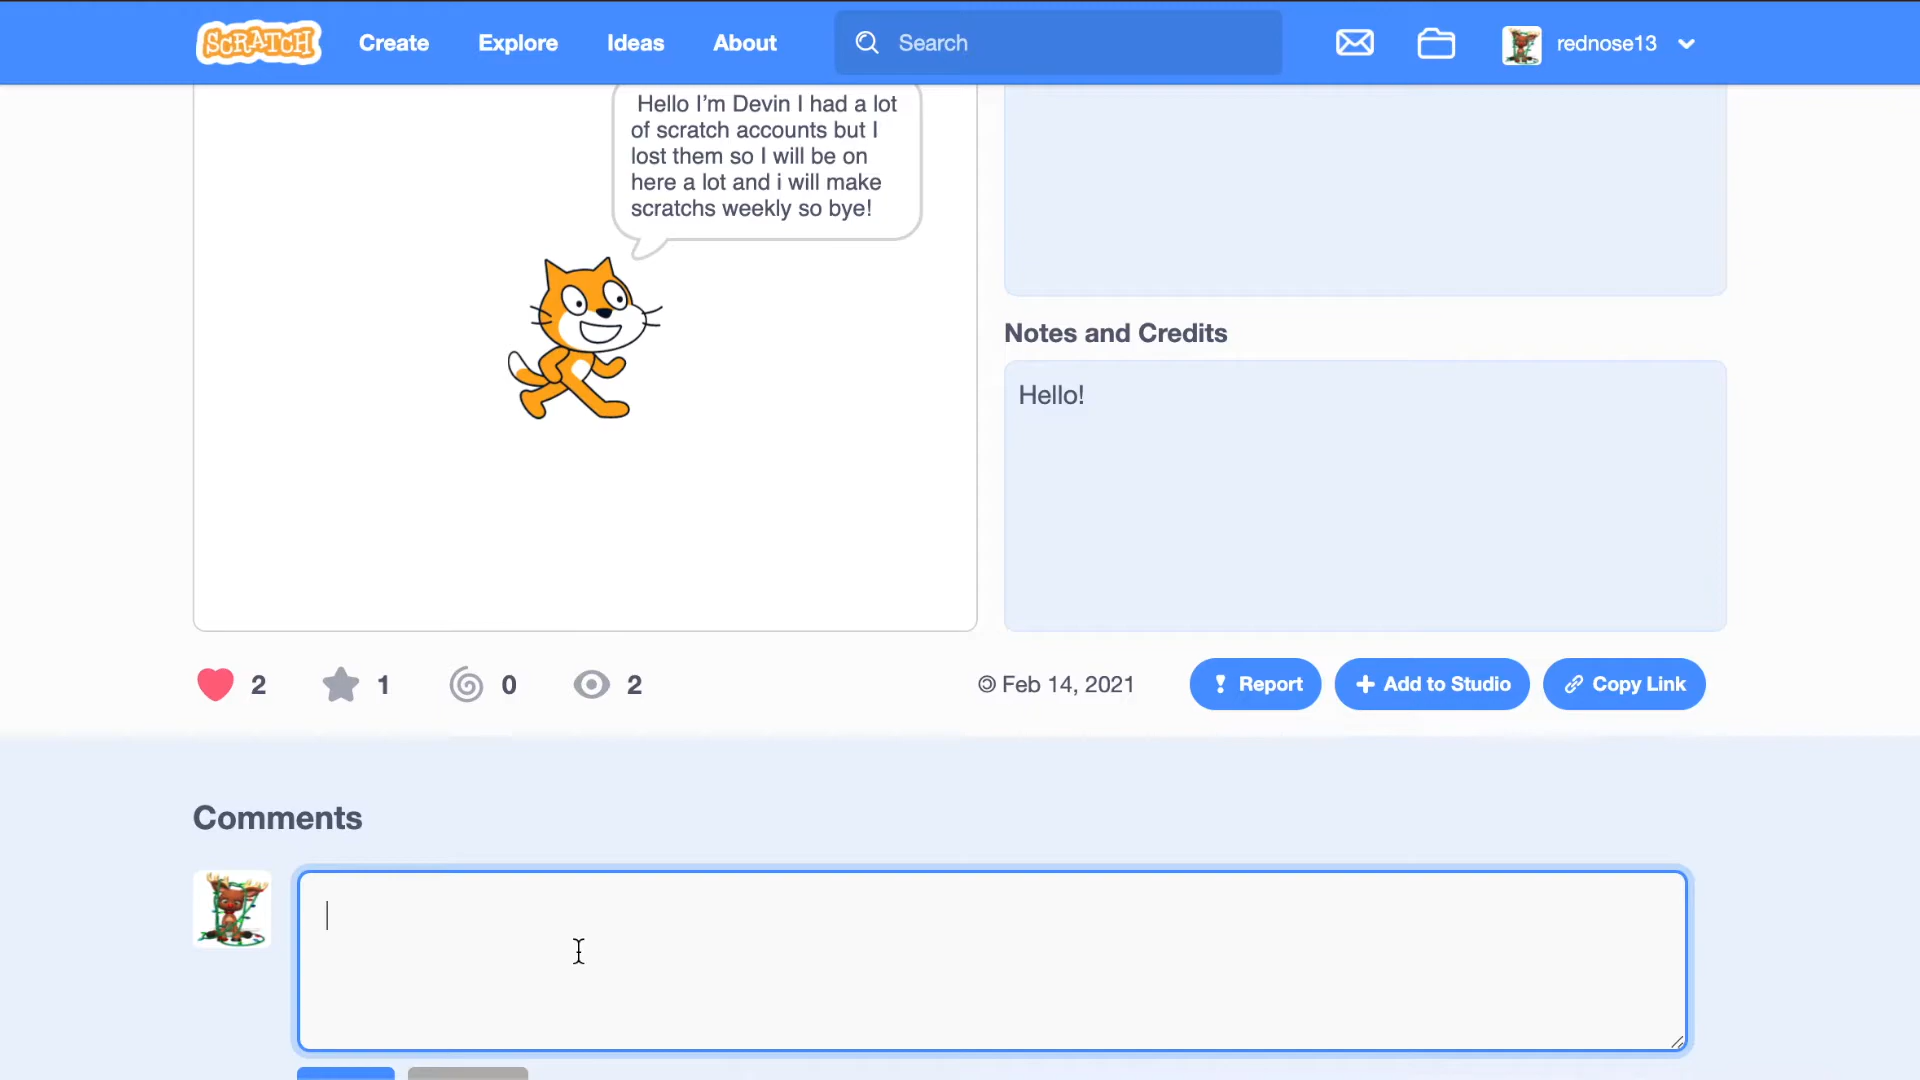 SCRATCH Create Explore Ideas About Search rednose13
Hello I’m Devin I had a lot
of scratch accounts but I
lost them so I will be on
here a lot and i will make
scratchs weekly so bye!
Notes and Credits
Hello!
2 1 0 2 Feb 14, 2021 Report Add to Studio Copy Link
Comments